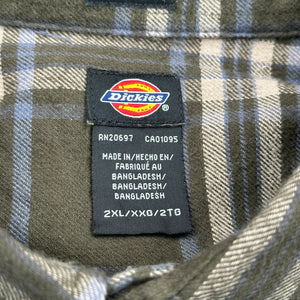 Dickies
RN20697 CA01095
MADE IN/HECHO EN/
FABRIQUÉ AU
BANGLADESH/
BANGLADESH/
BANGLADESH
2XL/XXG/2TG